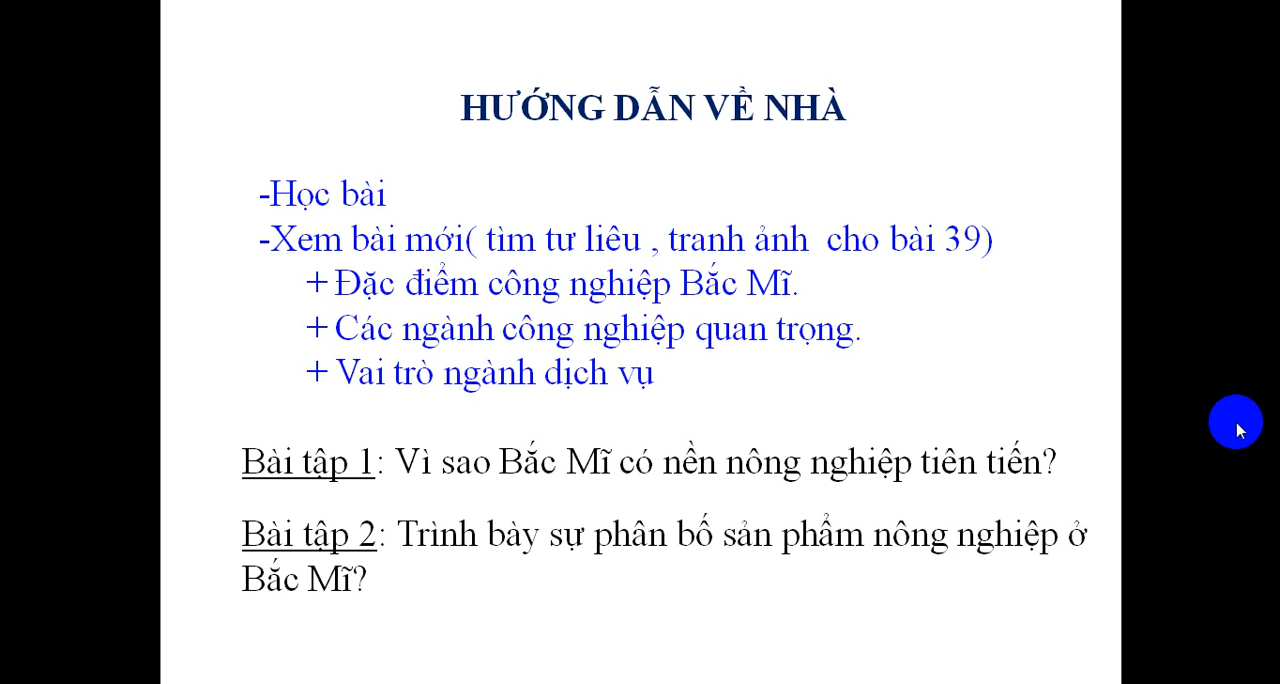 HƯỚNG DẪN VỀ NHÀ
-Học bài
-Xem bài mới( tìm tư liêu , tranh ảnh cho bài 39)
+ Đặc điểm công nghiệp Bắc Mĩ.
+ Các ngành công nghiệp quan trọng.
+ Vai trò ngành dịch vụ
Bài tập 1: Vì sao Bắc Mĩ có nền nông nghiệp tiên tiến?
Bài tập 2: Trình bày sự phân bố sản phẩm nông nghiệp ở
Bắc Mĩ?